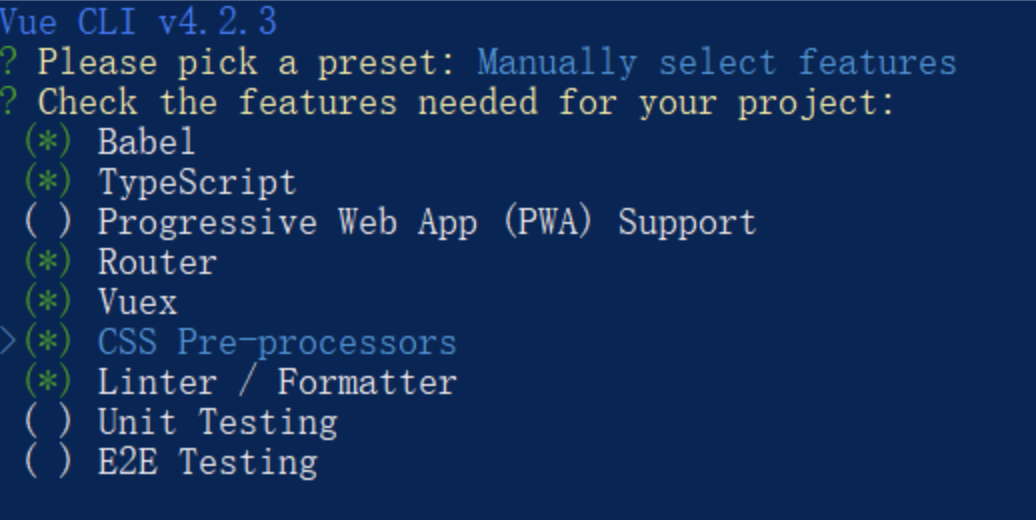 Vue CLI v4.2.3
? Please pick a preset: Manually select features
? Check the features needed for your project:
(*) Babel
(*) TypeScript
( ) Progressive Web App (PWA) Support
(*) Router
(*) Vuex
>(*) CSS Pre-processors
(*) Linter / Formatter
( ) Unit Testing
( ) E2E Testing